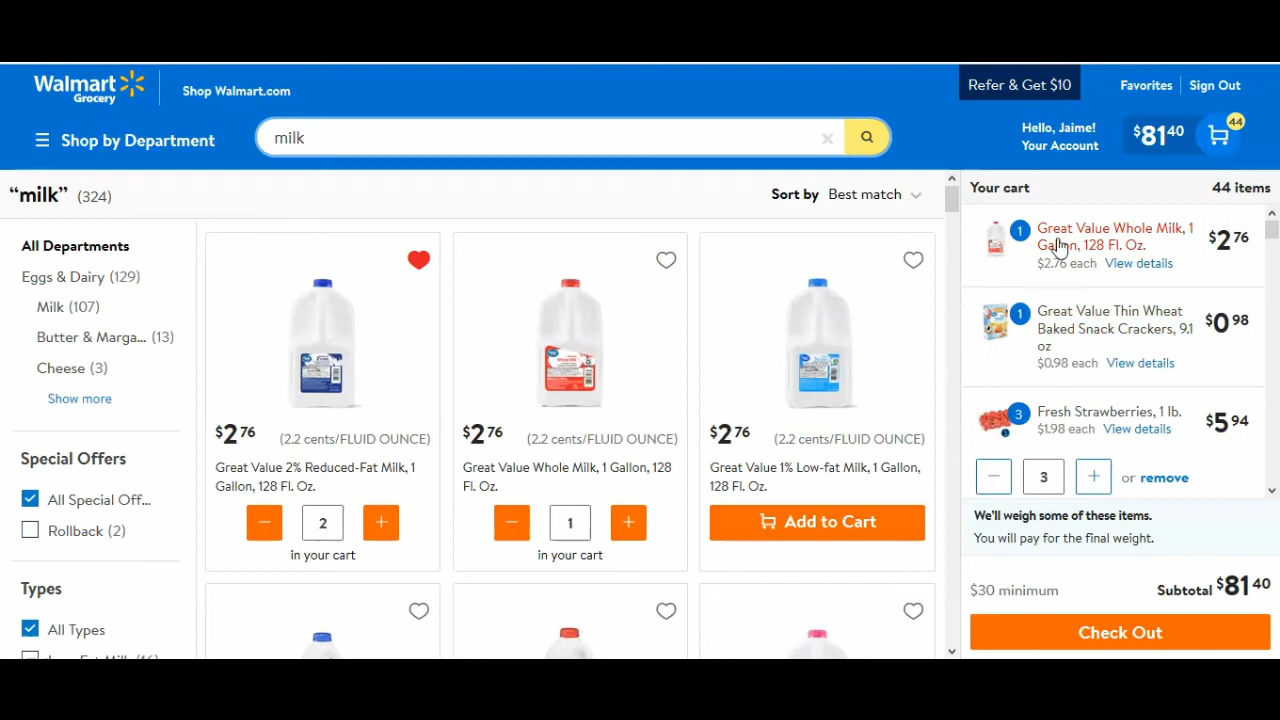 Walmart
Grocery
Shop Walmart.com
Refer & Get $10
Favorites
Sign Out
Shop by Department
milk
Hello, Jaime!
Your Account
$81 40
44
“milk” (324)
Sort by Best match
Your cart
44 items
All Departments
Eggs & Dairy (129)
Milk (107)
Butter & Marga... (13)
Cheese (3)
Show more
Special Offers
All Special Off...
Rollback (2)
Types
All Types
$2 76 (2.2 cents/FLUID OUNCE)
Great Value 2% Reduced-Fat Milk, 1
Gallon, 128 Fl. Oz.
2
in your cart
$2 76 (2.2 cents/FLUID OUNCE)
Great Value Whole Milk, 1 Gallon, 128
Fl. Oz.
1
in your cart
$2 76 (2.2 cents/FLUID OUNCE)
Great Value 1% Low-fat Milk, 1 Gallon,
128 Fl. Oz.
Add to Cart
1
Great Value Whole Milk, 1
Gallon, 128 Fl. Oz.
$2.76 each View details
$2 76
1
Great Value Thin Wheat
Baked Snack Crackers, 9.1
oz
$0.98 each View details
$0 98
3
Fresh Strawberries, 1 lb.
$1.98 each View details
$5 94
3 or remove
We'll weigh some of these items.
You will pay for the final weight.
$30 minimum
Subtotal $81 40
Check Out